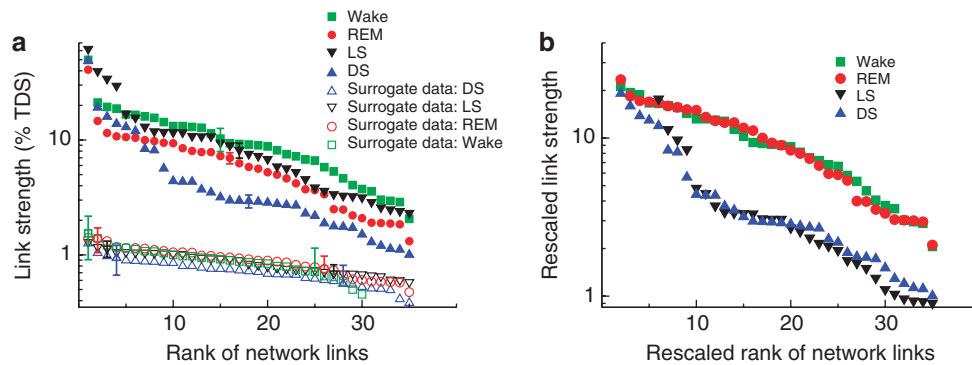 a
Link strength (% TDS)
10
1
10
20
30
Rank of network links
Wake
REM
LS
DS
Surrogate data: DS
Surrogate data: LS
Surrogate data: REM
Surrogate data: Wake
b
Rescaled link strength
10
1
10
20
30
Rescaled rank of network links
Wake
REM
LS
DS